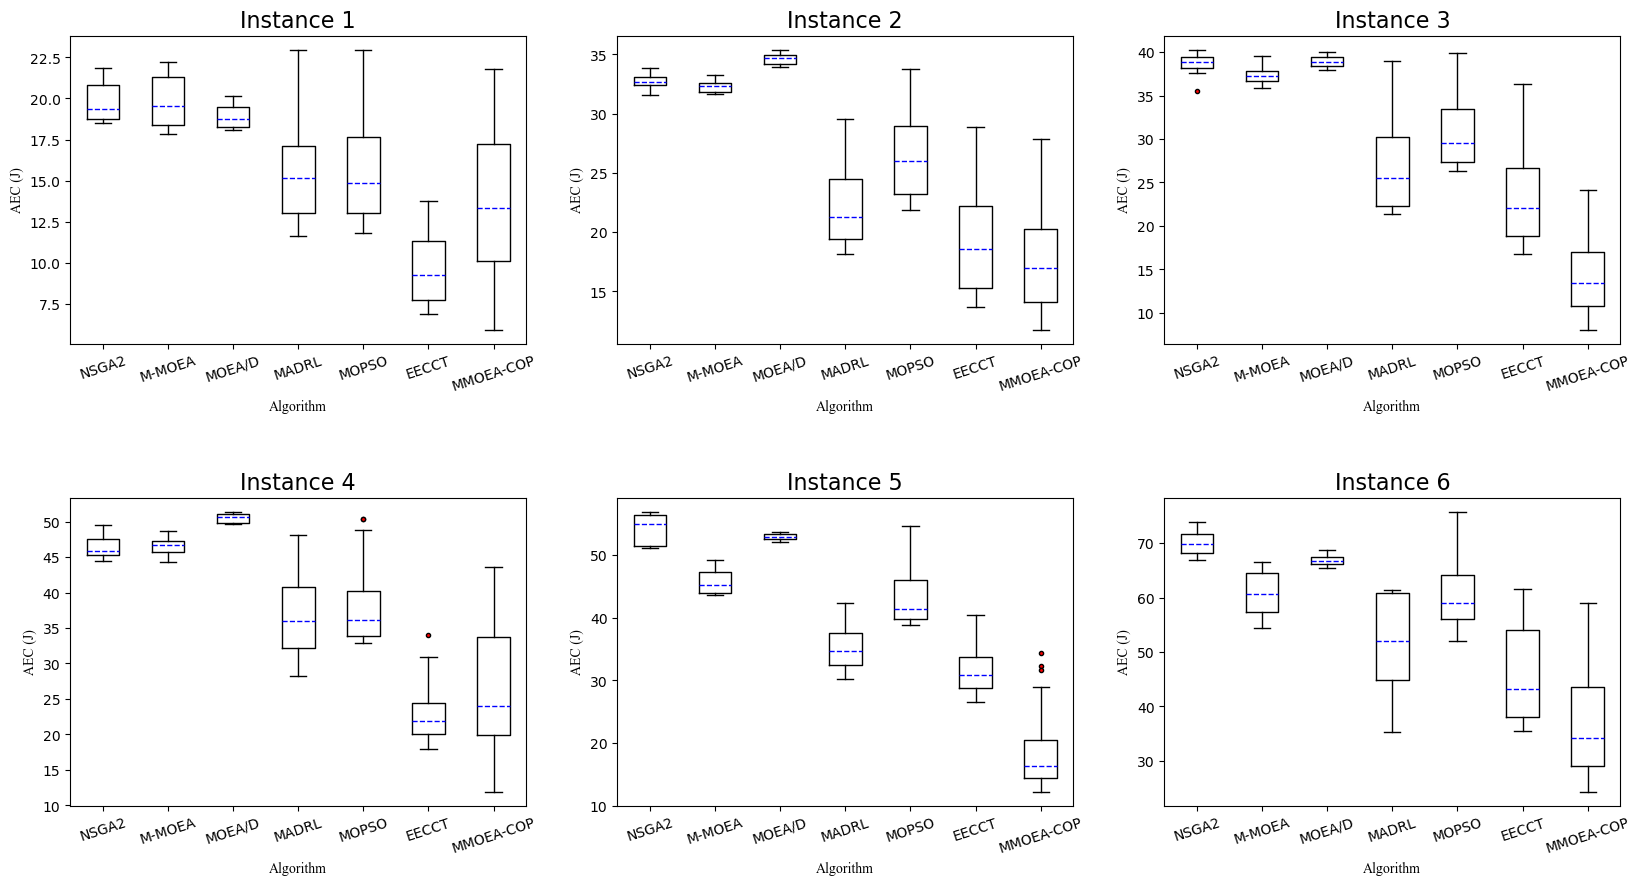 Instance 1
AEC (J)
22.5
20.0
17.5
15.0
12.5
10.0
7.5
NSGA2 M-MOEA MOEA/D MADRL MOPSO EECCT MMOEA-COP
Algorithm
Instance 2
AEC (J)
35
30
25
20
15
NSGA2 M-MOEA MOEA/D MADRL MOPSO EECCT MMOEA-COP
Algorithm
Instance 3
AEC (J)
40
35
30
25
20
15
10
NSGA2 M-MOEA MOEA/D MADRL MOPSO EECCT MMOEA-COP
Algorithm
Instance 4
AEC (J)
50
45
40
35
30
25
20
15
10
NSGA2 M-MOEA MOEA/D MADRL MOPSO EECCT MMOEA-COP
Algorithm
Instance 5
AEC (J)
50
40
30
20
10
NSGA2 M-MOEA MOEA/D MADRL MOPSO EECCT MMOEA-COP
Algorithm
Instance 6
AEC (J)
70
60
50
40
30
NSGA2 M-MOEA MOEA/D MADRL MOPSO EECCT MMOEA-COP
Algorithm